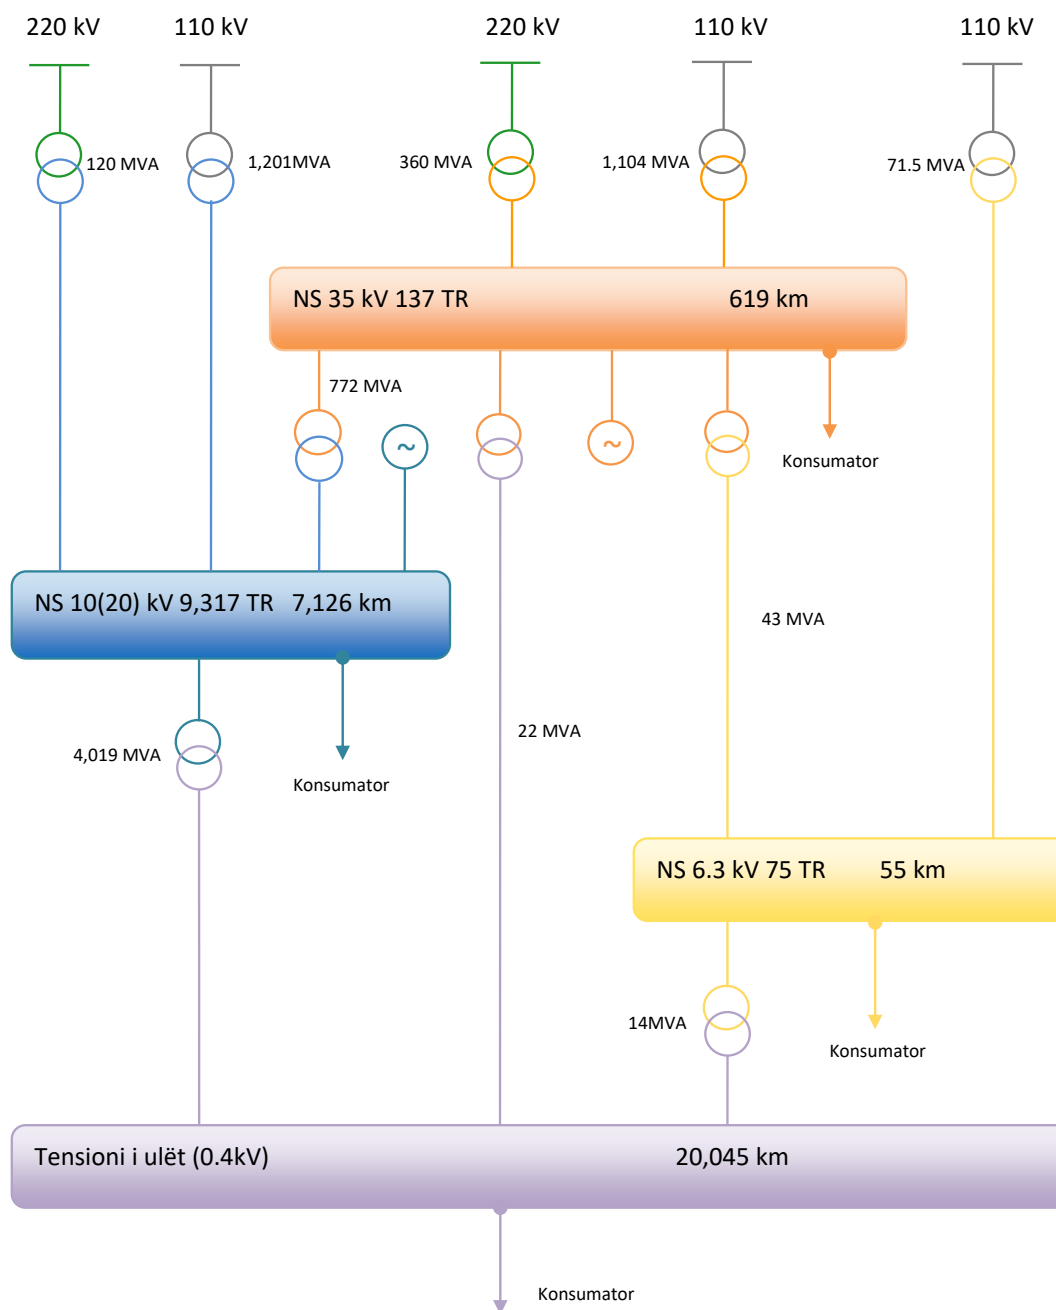 220 kV 110 kV 220 kV 110 kV 110 kV
120 MVA 1,201MVA 360 MVA 1,104 MVA 71.5 MVA
NS 35 kV 137 TR 619 km
772 MVA
~ ~
Konsumator
NS 10(20) kV 9,317 TR 7,126 km
43 MVA
22 MVA
4,019 MVA
Konsumator
NS 6.3 kV 75 TR 55 km
14MVA
Konsumator
Tensioni i ulët (0.4kV) 20,045 km
Konsumator